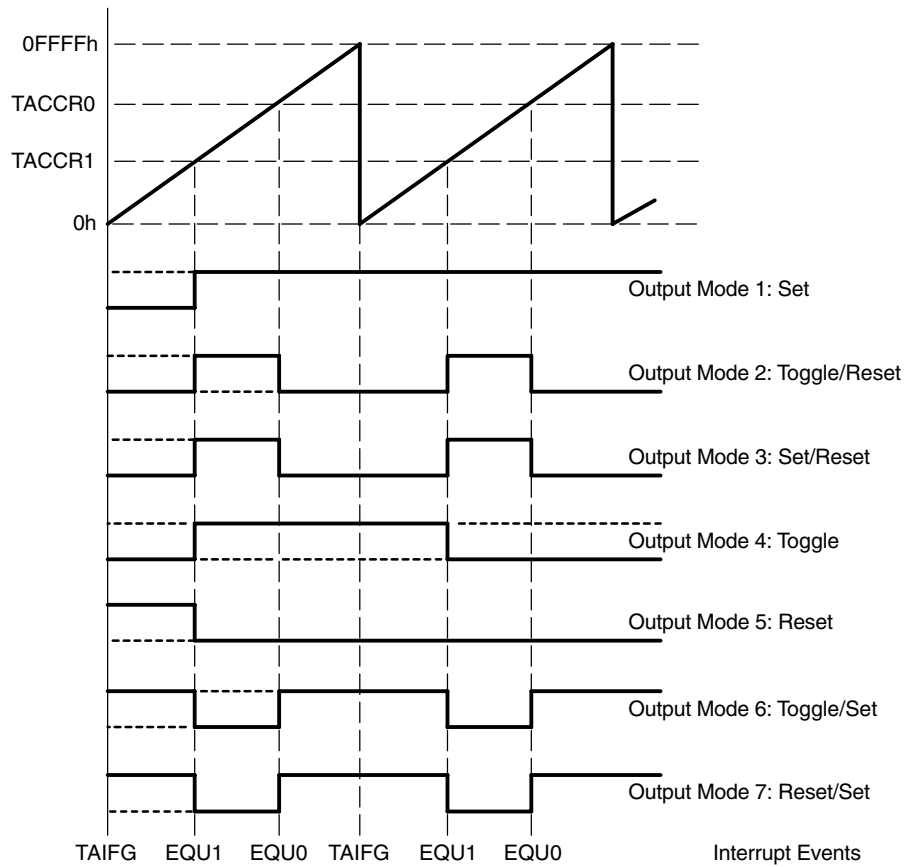 0FFFFh
TACCR0
TACCR1
0h
Output Mode 1: Set
Output Mode 2: Toggle/Reset
Output Mode 3: Set/Reset
Output Mode 4: Toggle
Output Mode 5: Reset
Output Mode 6: Toggle/Set
Output Mode 7: Reset/Set
TAIFG EQU1 EQU0 TAIFG EQU1 EQU0 Interrupt Events